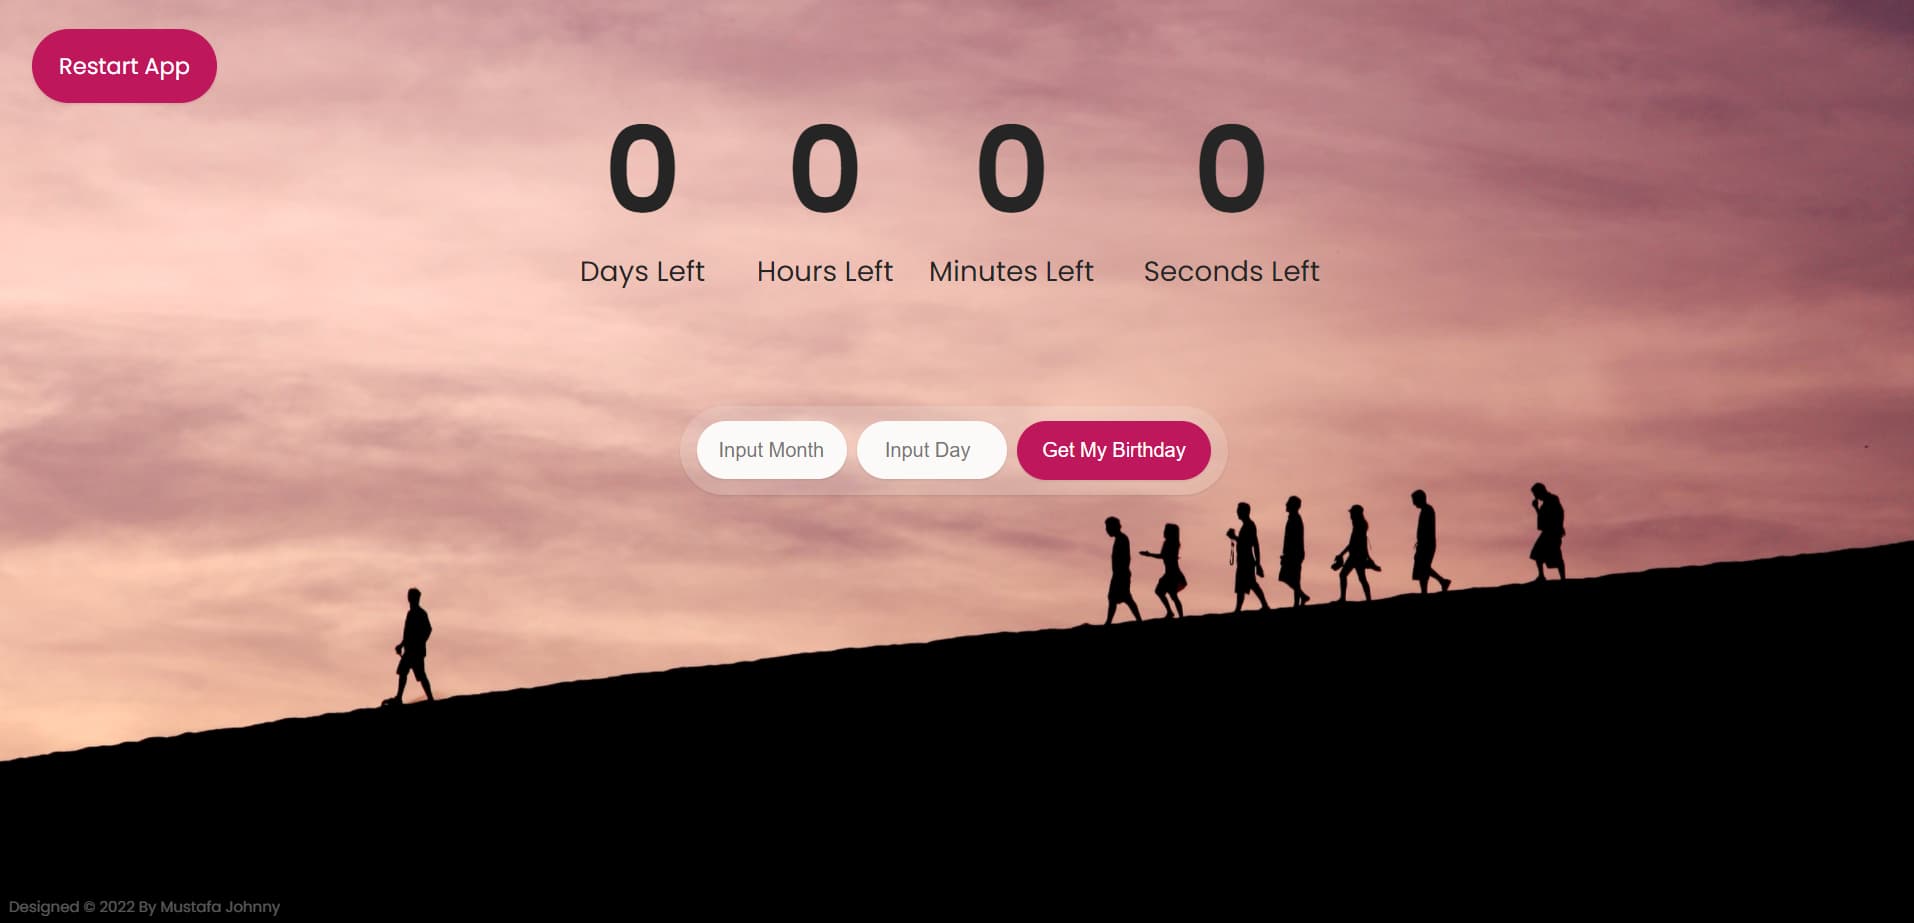 Restart App
0 0 0 0
Days Left Hours Left Minutes Left Seconds Left
Input Month Input Day Get My Birthday
Designed © 2022 By Mustafa Johnny